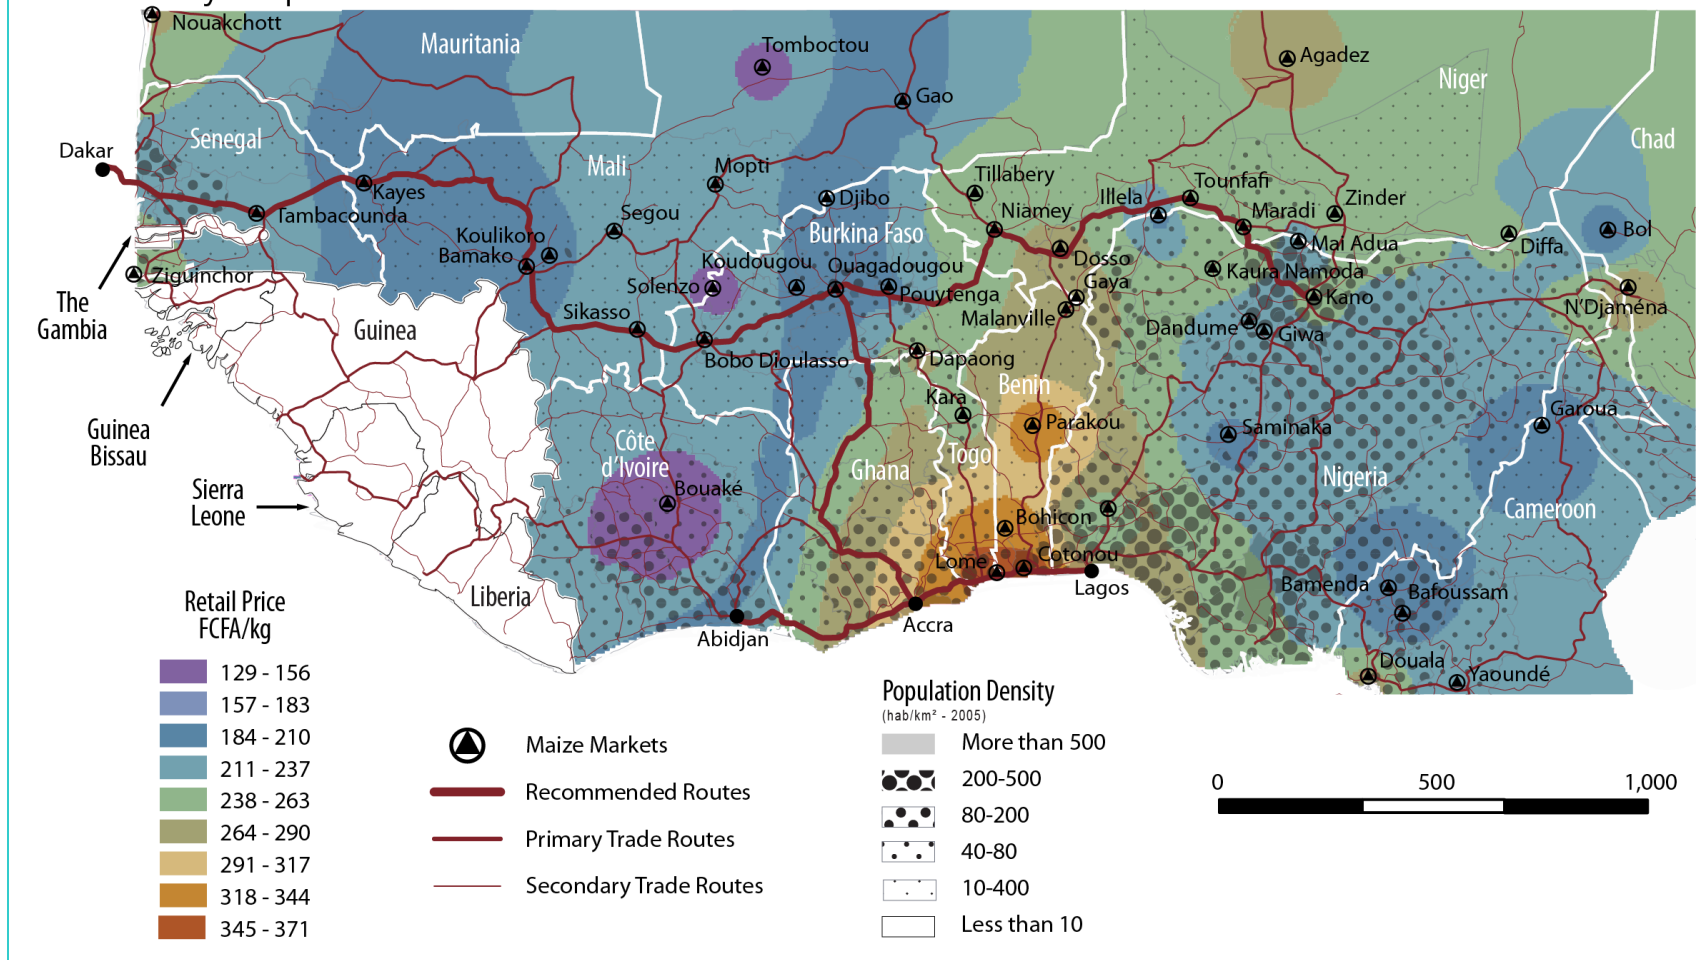 Nouakchott
Mauritania
Tomboctou
Agadez
Niger
Gao
Senegal
Chad
Dakar
Mali
Mopti
Kayes
Tillabery
Tounfafi
Illela
Zinder
Djibo
Tambacounda
Segou
Niamey
Maradi
Koulikoro
Burkina Faso
Bol
Bamako
Mai Adua
Diffa
Dosso
Ziguinchor
Koudougou
Ouagadougou
Kaura Namoda
Gaya
Solenzo
Pouytenga
Kano
The
Gambia
Sikasso
Malanville
N'Djaména
Guinea
Dandume
Giwa
Bobo Dioulasso
Dapaong
Benin
Kara
Garoua
Guinea
Bissau
Parakou
Saminaka
Côte
d'Ivoire
Togo
Ghana
Nigeria
Bouaké
Sierra
Leone
Cameroon
Bohicon
Cotonou
Lome
Liberia
Lagos
Bamenda
Bafoussam
Abidjan
Accra
Douala
Yaoundé
Retail Price
FCFA/kg
129 - 156
157 - 183
184 - 210
211 - 237
238 - 263
264 - 290
291 - 317
318 - 344
345 - 371
Maize Markets
Recommended Routes
Primary Trade Routes
Secondary Trade Routes
Population Density
(hab/km² - 2005)
More than 500
200-500
80-200
40-80
10-400
Less than 10
0 500 1,000